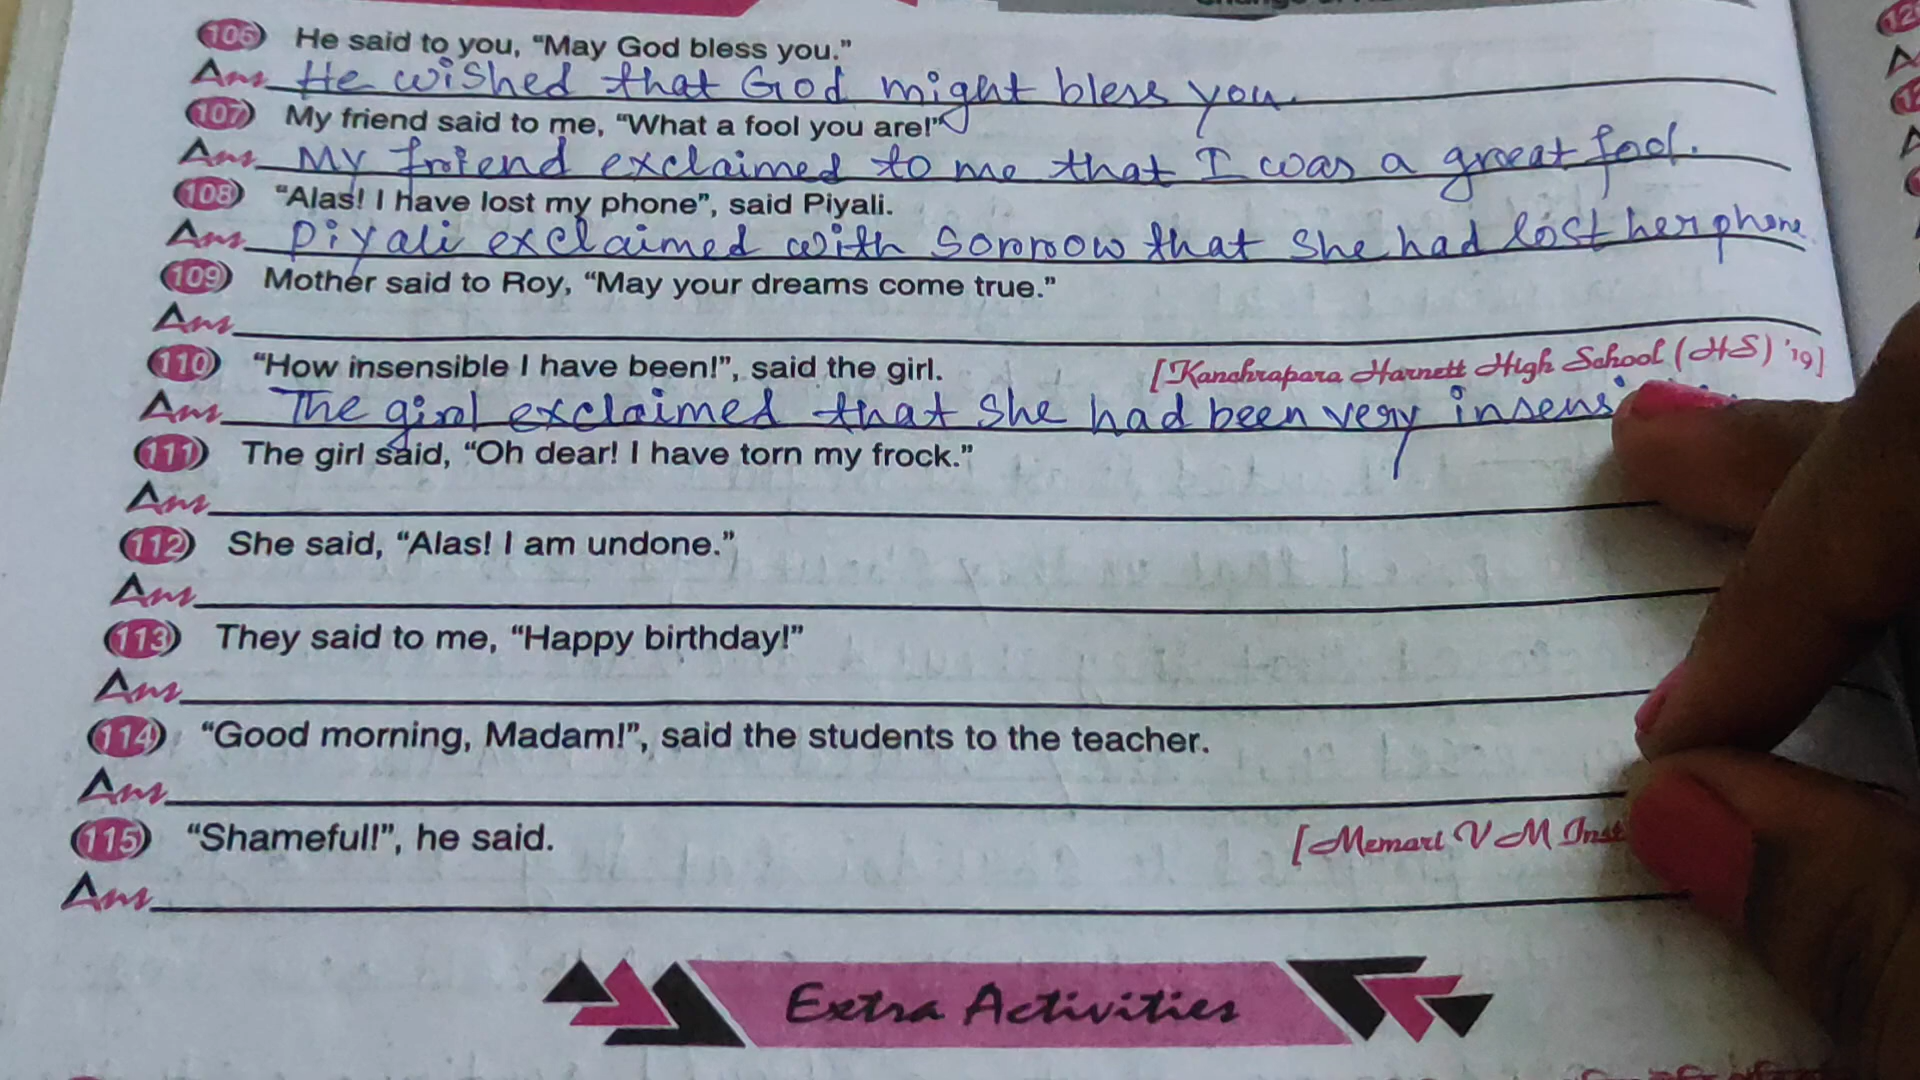 106 He said to you, “May God bless you.”
Ans He wished that God might bless you.
107 My friend said to me, “What a fool you are!”
Ans My friend exclaimed to me that I was a great fool.
108 “Alas! I have lost my phone”, said Piyali.
Ans Piyali exclaimed with sorrow that she had lost her phone
109 Mother said to Roy, “May your dreams come true.”
Ans
110 “How insensible I have been!”, said the girl. [Kanchrapara Harnett High School (HS) '19]
Ans The girl exclaimed that she had been very
111 The girl said, “Oh dear! I have torn my frock.”
Ans
112 She said, “Alas! I am undone.”
Ans
113 They said to me, “Happy birthday!”
Ans
114 “Good morning, Madam!”, said the students to the teacher.
Ans
115 “Shameful!”, he said. [Memari V M Inst
Ans
Extra Activities